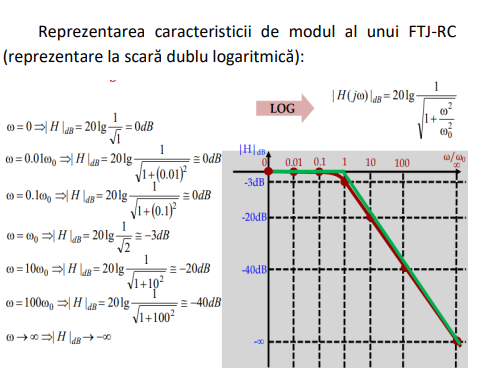 Reprezentarea caracteristicii de modul al unui FTJ-RC
(reprezentare la scară dublu logaritmică):
LOG
|H(jω)|dB = 20lg 1/√(1+ω²/ω₀²)
ω = 0 ⇒| H |dB = 20lg 1/√1 = 0dB
ω = 0.01ω₀ ⇒| H |dB = 20lg 1/√(1+(0.01)²) ≅ 0dB
ω = 0.1ω₀ ⇒| H |dB = 20lg 1/√(1+(0.1)²) ≅ 0dB
ω = ω₀ ⇒| H |dB = 20lg 1/√2 ≅ −3dB
ω = 10ω₀ ⇒| H |dB = 20lg 1/√(1+10²) ≅ −20dB
ω = 100ω₀ ⇒| H |dB = 20lg 1/√(1+100²) ≅ −40dB
ω → ∞ ⇒| H |dB → −∞
|H|dB
0 0.01 0.1 1 10 100 ω/ω₀ ∞
-3dB
-20dB
-40dB
-∞